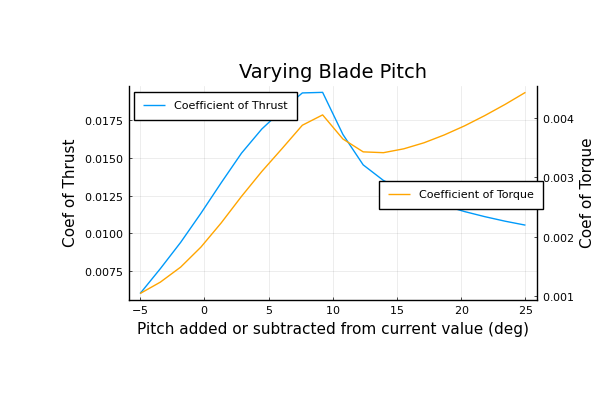 Varying Blade Pitch
Coefficient of Thrust
Coefficient of Torque
Coef of Thrust
0.0175
0.0150
0.0125
0.0100
0.0075
Coef of Torque
0.004
0.003
0.002
0.001
−5 0 5 10 15 20 25
Pitch added or subtracted from current value (deg)